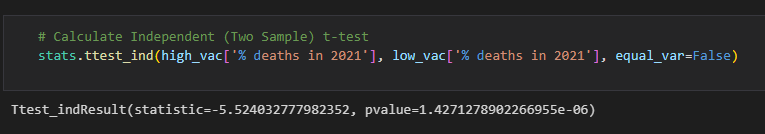 # Calculate Independent (Two Sample) t-test
stats.ttest_ind(high_vac['% deaths in 2021'], low_vac['% deaths in 2021'], equal_var=False)
Ttest_indResult(statistic=-5.524032777982352, pvalue=1.4271278902266955e-06)